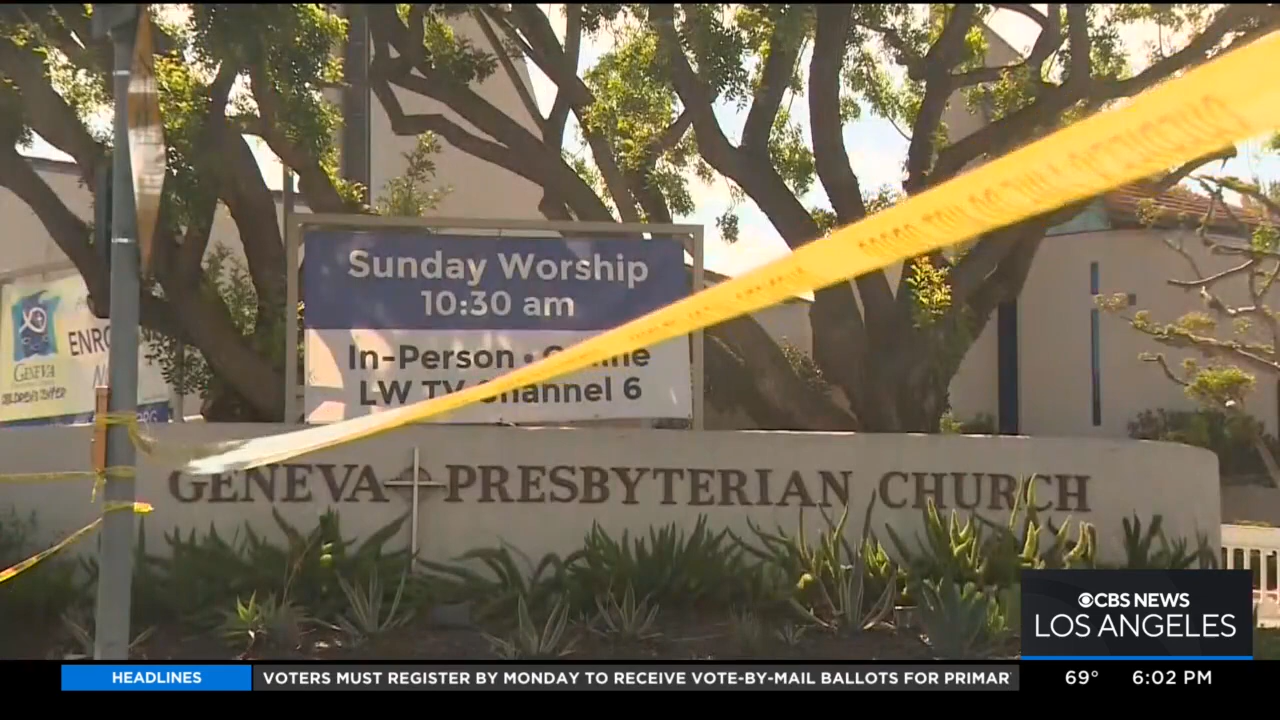 Sunday Worship
10:30 am
In-Person •
LW TV Channel 6
ENRO
GENEVA
CHILDREN'S CENTER
GENEVA PRESBYTERIAN CHURCH
CBS NEWS
LOS ANGELES
HEADLINES
VOTERS MUST REGISTER BY MONDAY TO RECEIVE VOTE-BY-MAIL BALLOTS FOR PRIMAR
69° 6:02 PM